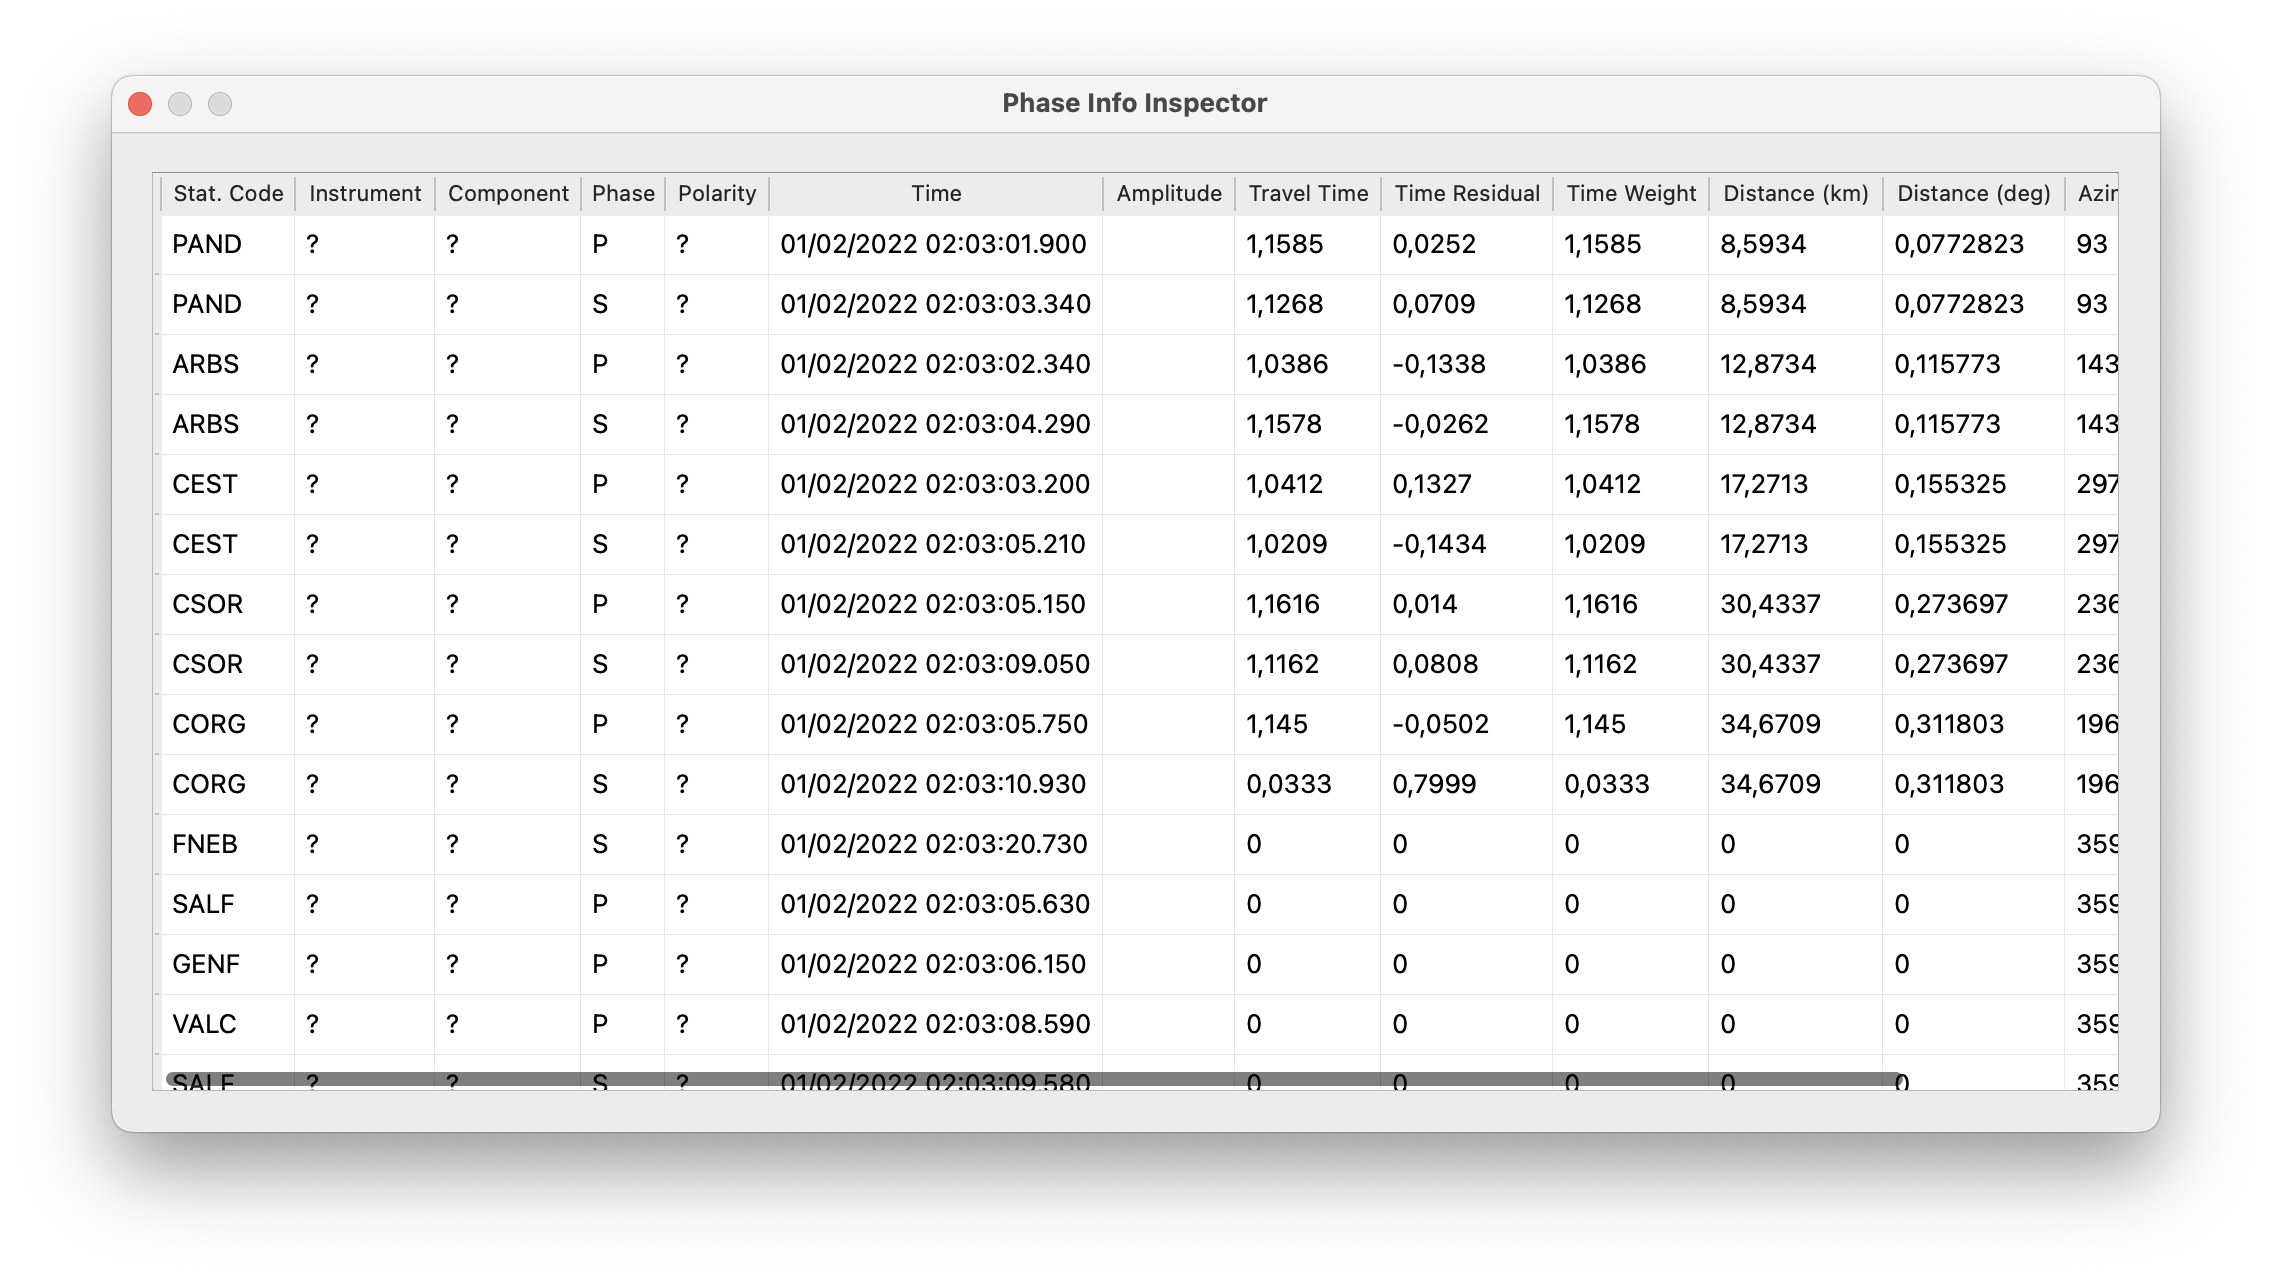 Phase Info Inspector
Stat. Code Instrument Component Phase Polarity Time Amplitude Travel Time Time Residual Time Weight Distance (km) Distance (deg) Azi
PAND ? ? P ? 01/02/2022 02:03:01.900 1,1585 0,0252 1,1585 8,5934 0,0772823 93
PAND ? ? S ? 01/02/2022 02:03:03.340 1,1268 0,0709 1,1268 8,5934 0,0772823 93
ARBS ? ? P ? 01/02/2022 02:03:02.340 1,0386 -0,1338 1,0386 12,8734 0,115773 143
ARBS ? ? S ? 01/02/2022 02:03:04.290 1,1578 -0,0262 1,1578 12,8734 0,115773 143
CEST ? ? P ? 01/02/2022 02:03:03.200 1,0412 0,1327 1,0412 17,2713 0,155325 297
CEST ? ? S ? 01/02/2022 02:03:05.210 1,0209 -0,1434 1,0209 17,2713 0,155325 297
CSOR ? ? P ? 01/02/2022 02:03:05.150 1,1616 0,014 1,1616 30,4337 0,273697 236
CSOR ? ? S ? 01/02/2022 02:03:09.050 1,1162 0,0808 1,1162 30,4337 0,273697 236
CORG ? ? P ? 01/02/2022 02:03:05.750 1,145 -0,0502 1,145 34,6709 0,311803 196
CORG ? ? S ? 01/02/2022 02:03:10.930 0,0333 0,7999 0,0333 34,6709 0,311803 196
FNEB ? ? S ? 01/02/2022 02:03:20.730 0 0 0 0 0 359
SALF ? ? P ? 01/02/2022 02:03:05.630 0 0 0 0 0 359
GENF ? ? P ? 01/02/2022 02:03:06.150 0 0 0 0 0 359
VALC ? ? P ? 01/02/2022 02:03:08.590 0 0 0 0 0 359
SALF ? ? S ? 01/02/2022 02:03:09.580 0 0 0 0 0 359